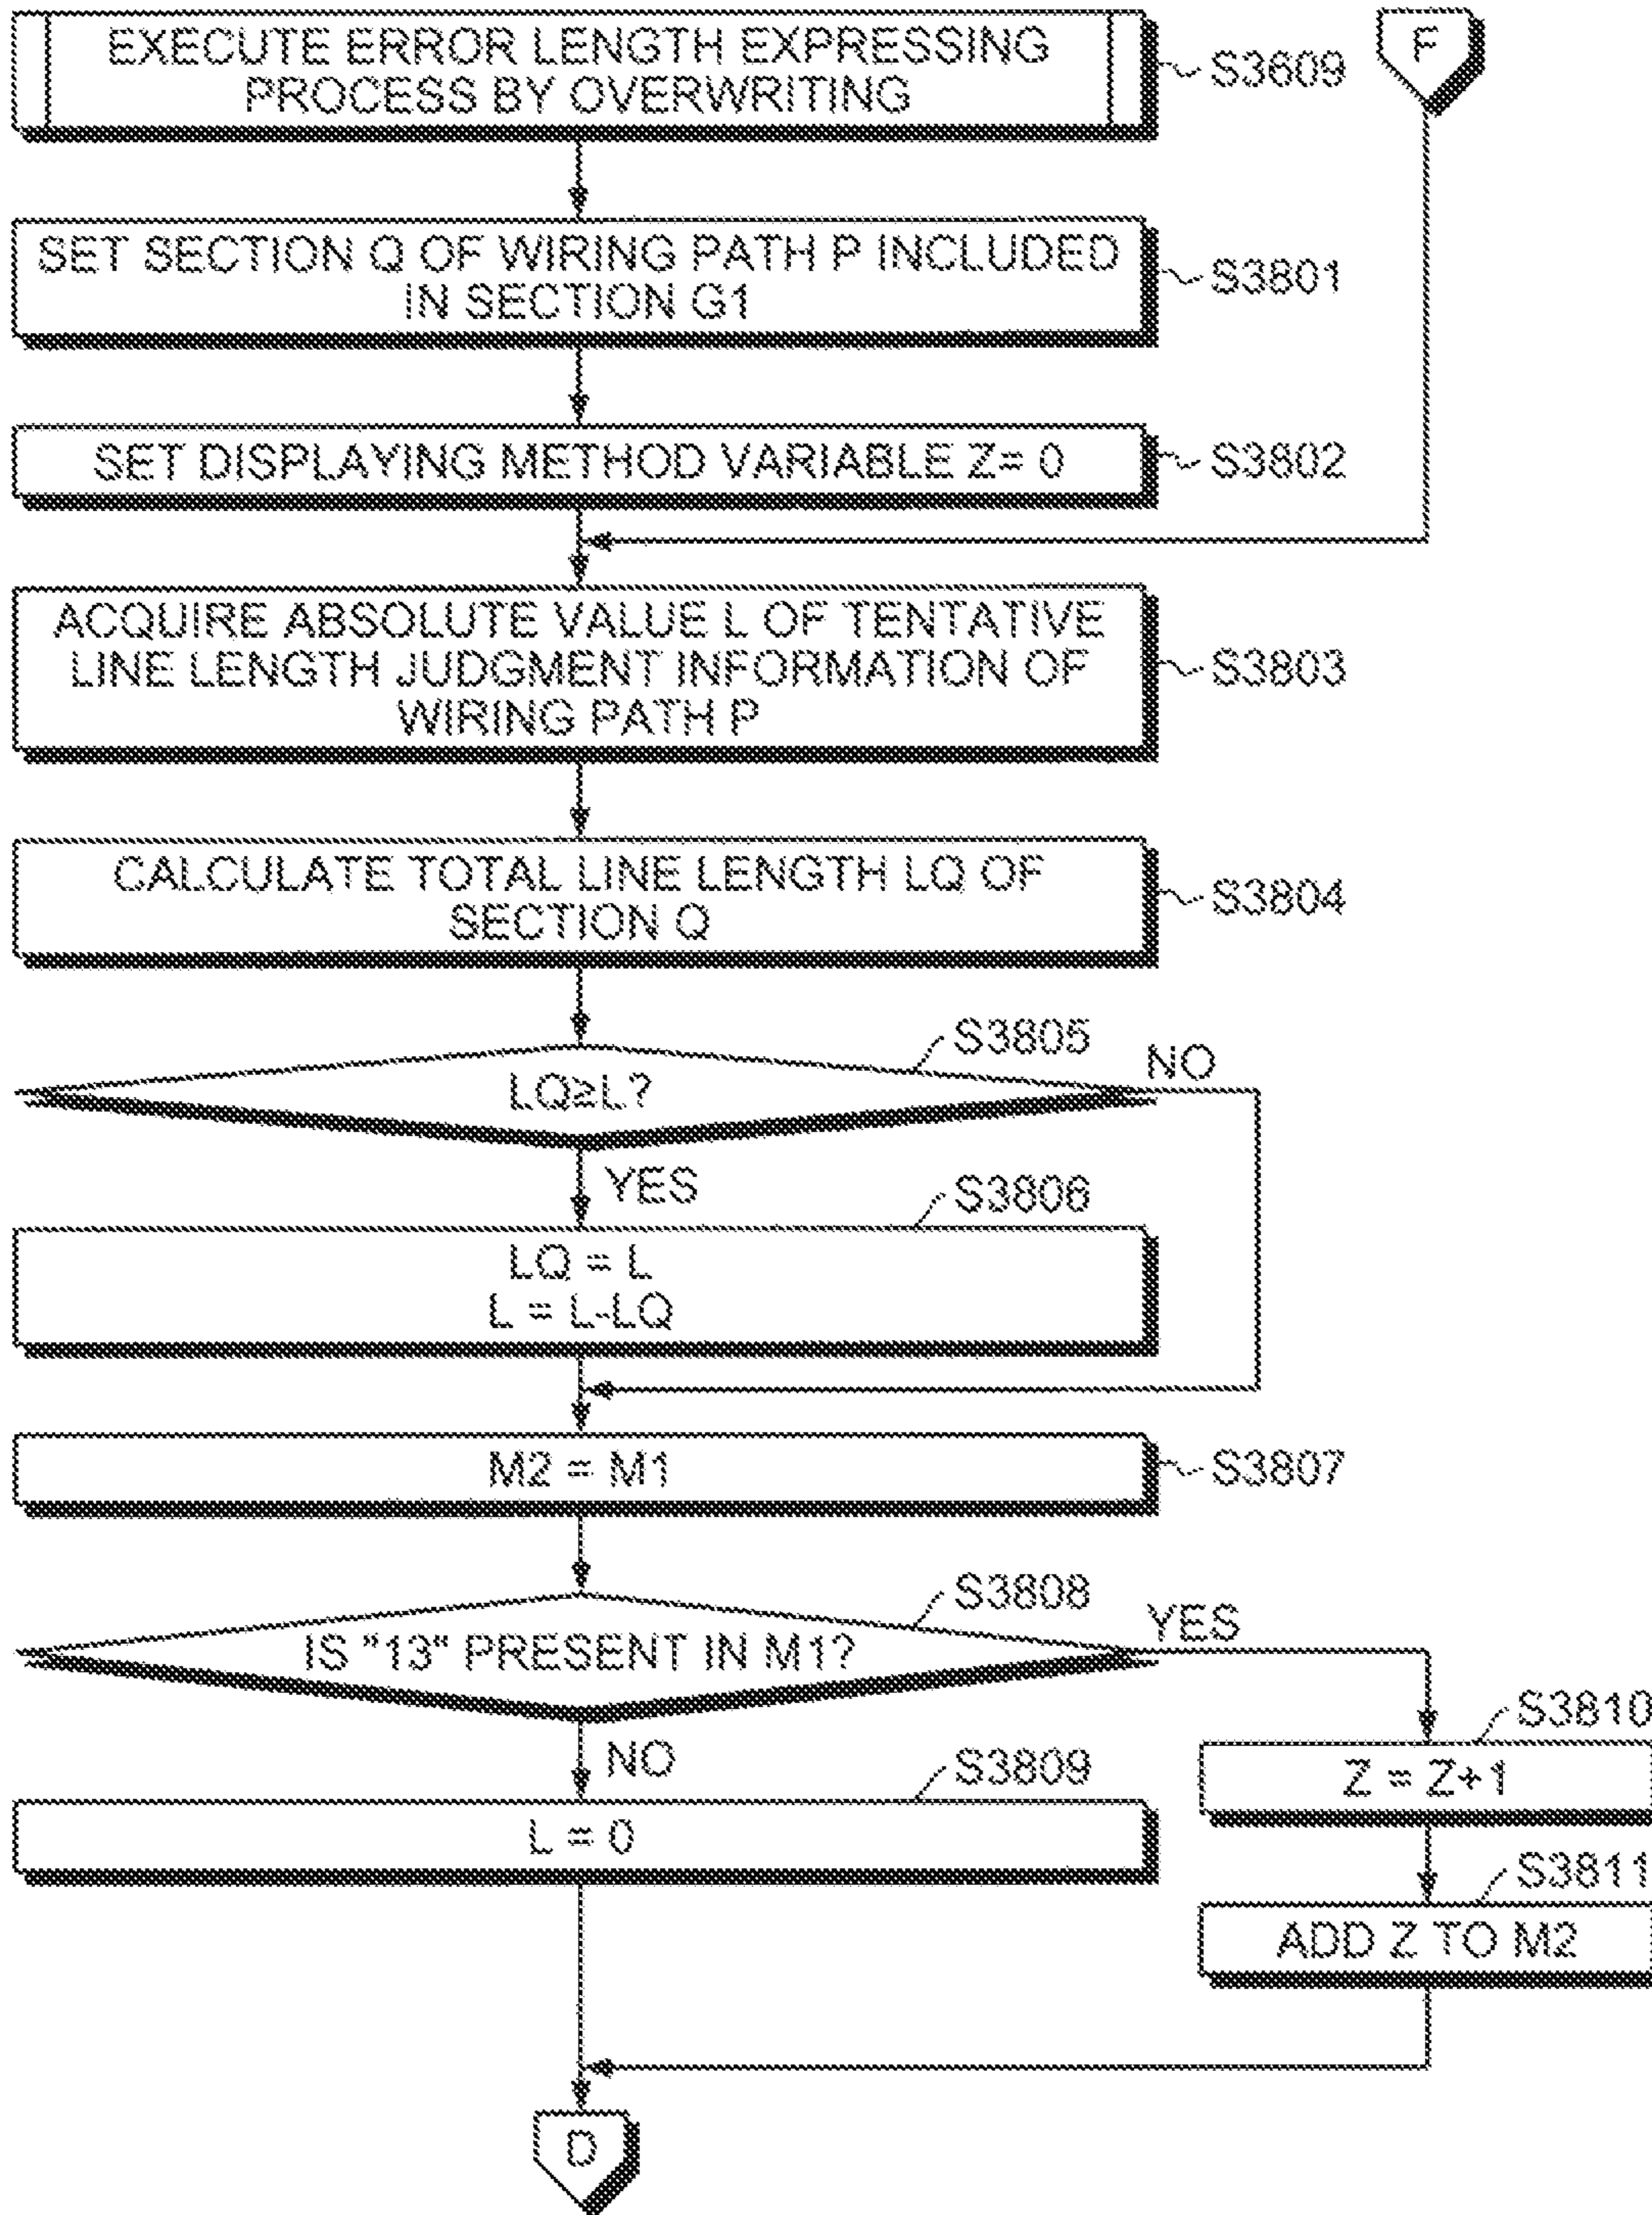 EXECUTE ERROR LENGTH EXPRESSING
PROCESS BY OVERWRITING
S3609
F
SET SECTION Q OF WIRING PATH P INCLUDED
IN SECTION G1
S3801
SET DISPLAYING METHOD VARIABLE Z= 0
S3802
ACQUIRE ABSOLUTE VALUE L OF TENTATIVE
LINE LENGTH JUDGMENT INFORMATION OF
WIRING PATH P
S3803
CALCULATE TOTAL LINE LENGTH LQ OF
SECTION Q
S3804
S3805
LQ≥L?
NO
YES
S3806
LQ = L
L = L-LQ
M2 = M1
S3807
S3808
IS "13" PRESENT IN M1?
YES
NO
S3809
L = 0
S3810
Z = Z+1
S3811
ADD Z TO M2
D